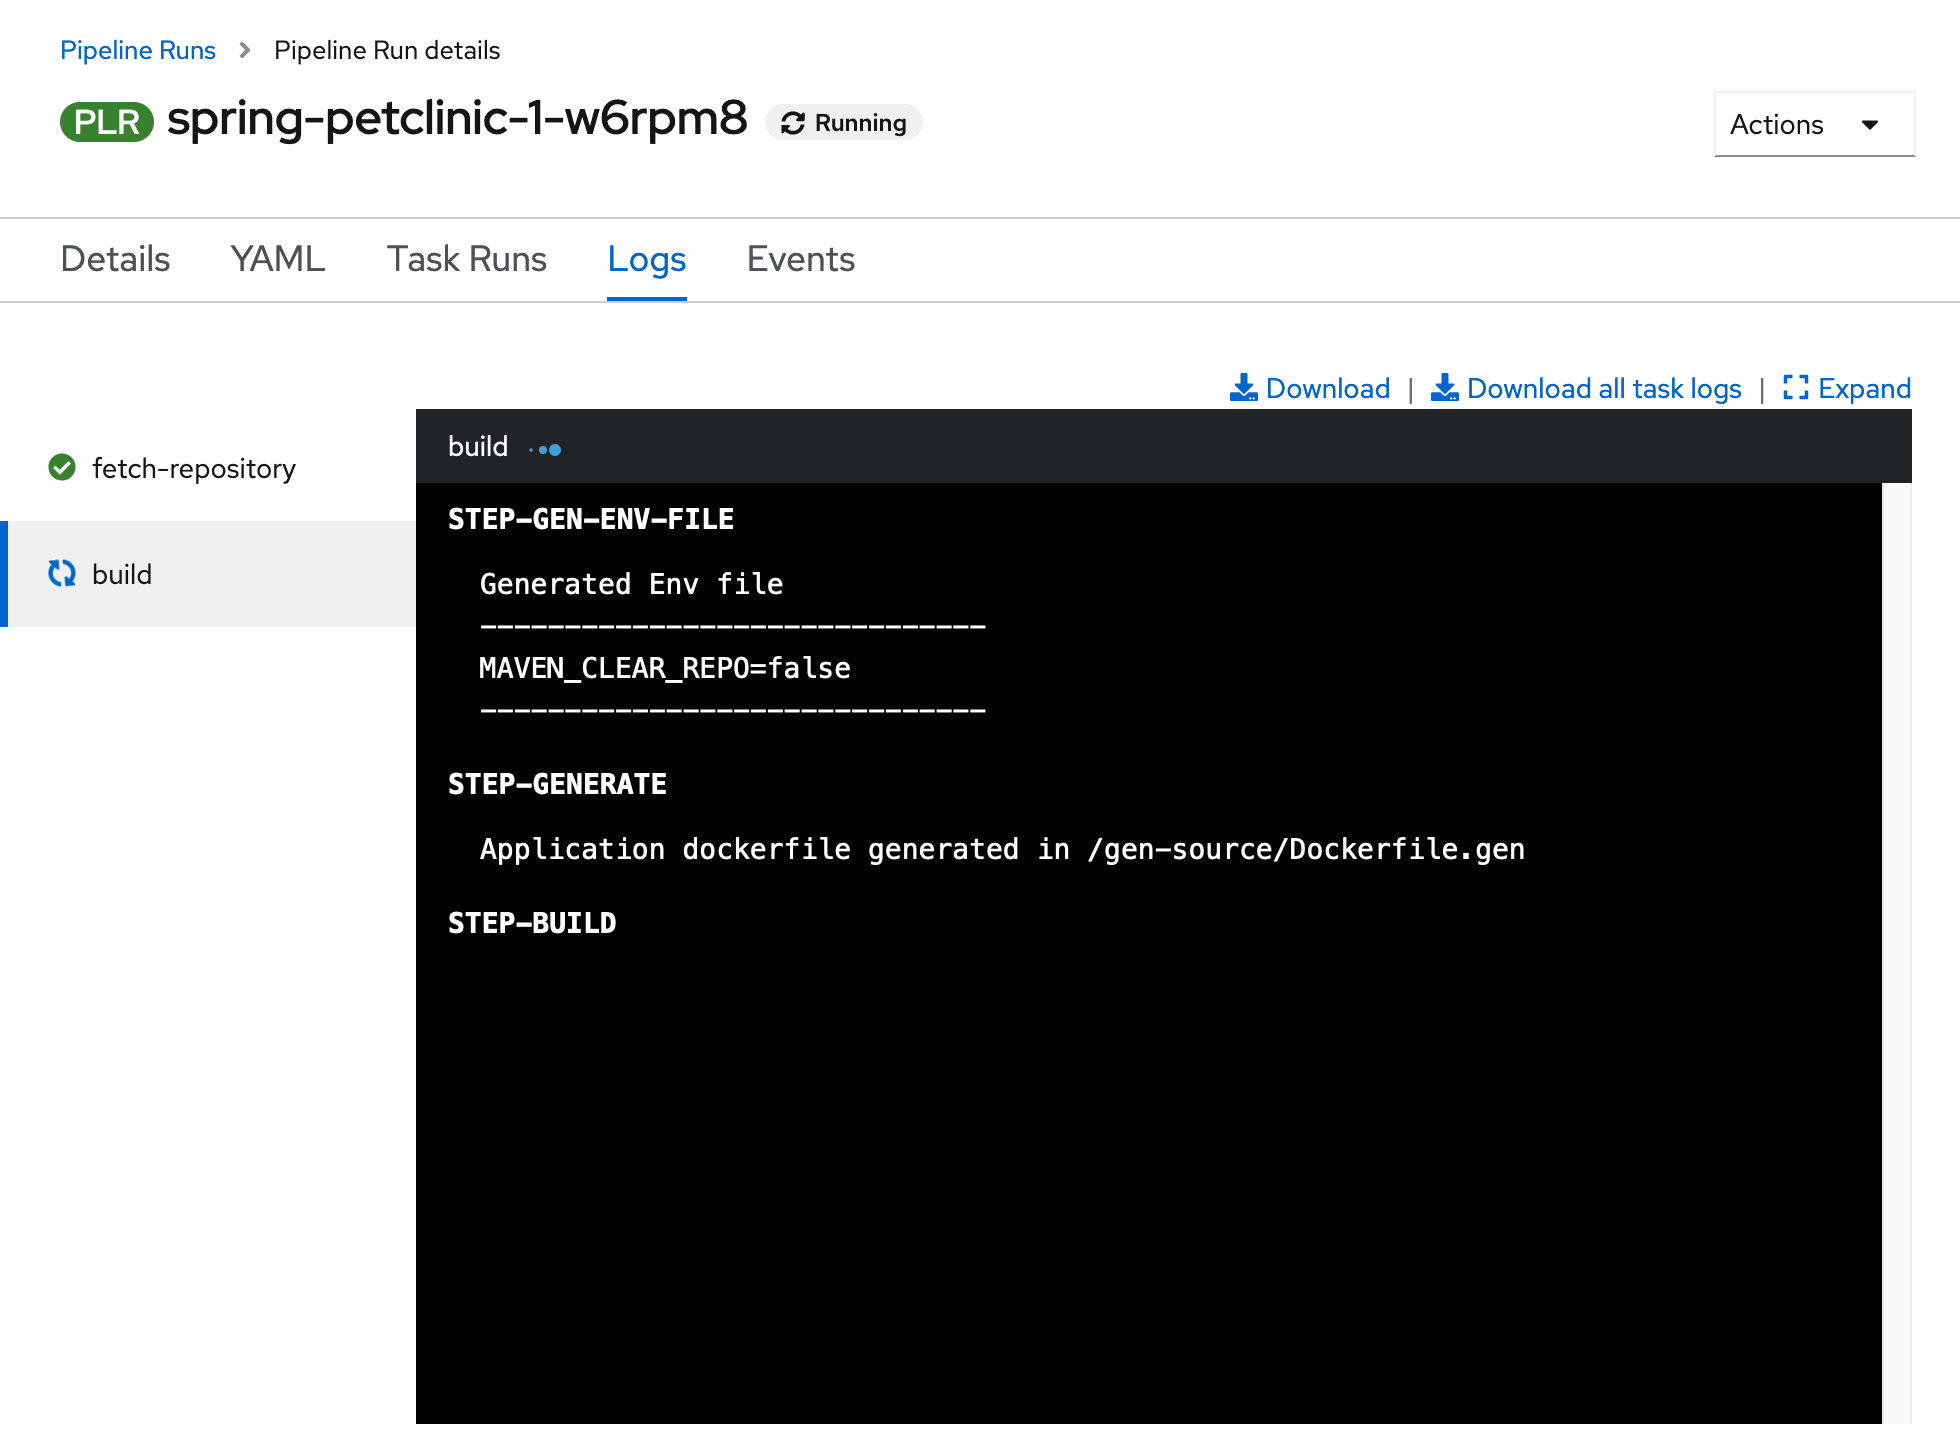 Pipeline Runs > Pipeline Run details
PLR spring-petclinic-1-w6rpm8 Running
Actions
Details YAML Task Runs Logs Events
Download | Download all task logs | Expand
fetch-repository
build
build
STEP-GEN-ENV-FILE
Generated Env file
------------------------------
MAVEN_CLEAR_REPO=false
------------------------------
STEP-GENERATE
Application dockerfile generated in /gen-source/Dockerfile.gen
STEP-BUILD